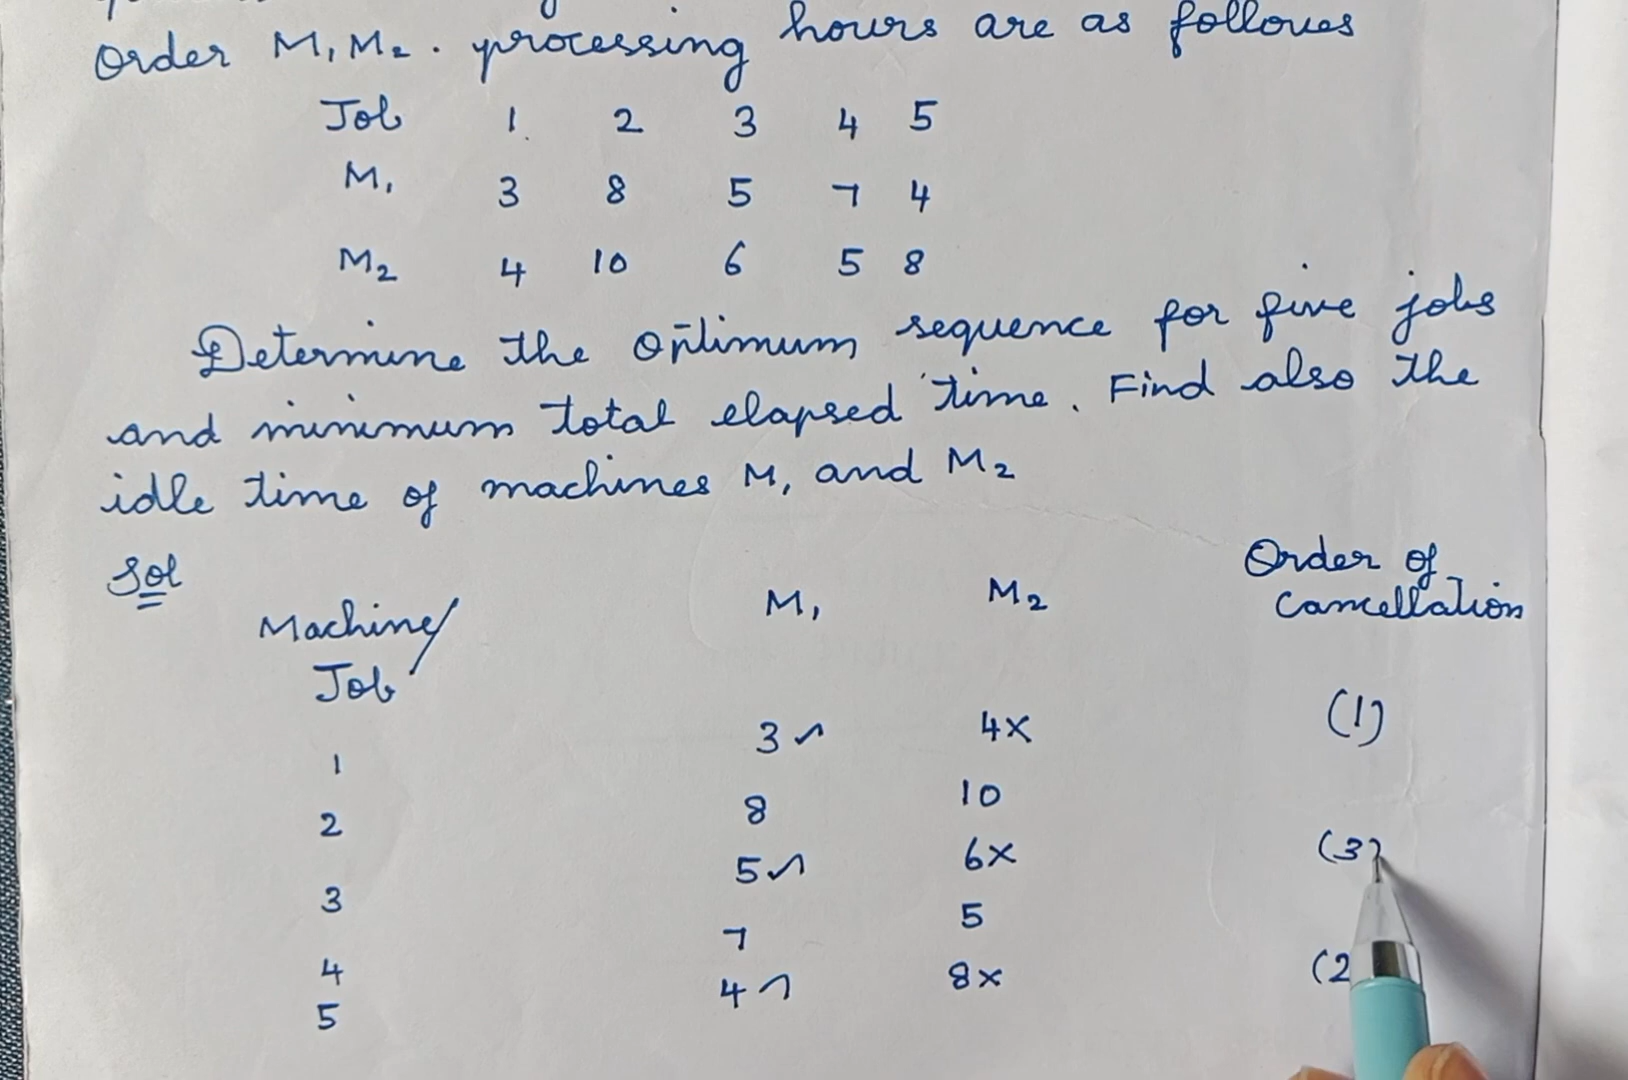 Order M₁ M₂ . processing hours are as follows
Job 1 2 3 4 5
M₁ 3 8 5 7 4
M₂ 4 10 6 5 8
Determine the optimum sequence for five jobs
and minimum total elapsed time. Find also the
idle time of machines M₁ and M₂
Sol
Machine/ Job M₁ M₂ Order of Cancellation
1 3 ✓ 4 x (1)
2 8 10
3 5 ✓ 6 x (3)
4 7 5
5 4 ✓ 8 x (2